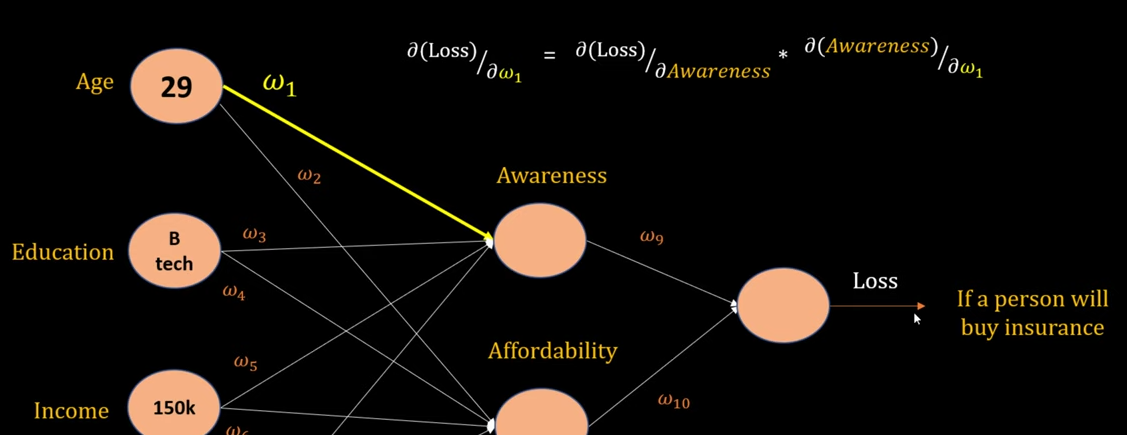 ∂(Loss)/∂ω₁ = ∂(Loss)/∂Awareness * ∂(Awareness)/∂ω₁
Age
29
ω₁
ω₂
Awareness
Education
B
tech
ω₃
ω₄
ω₉
Loss
If a person will
buy insurance
Affordability
ω₅
Income
150k
ω₁₀